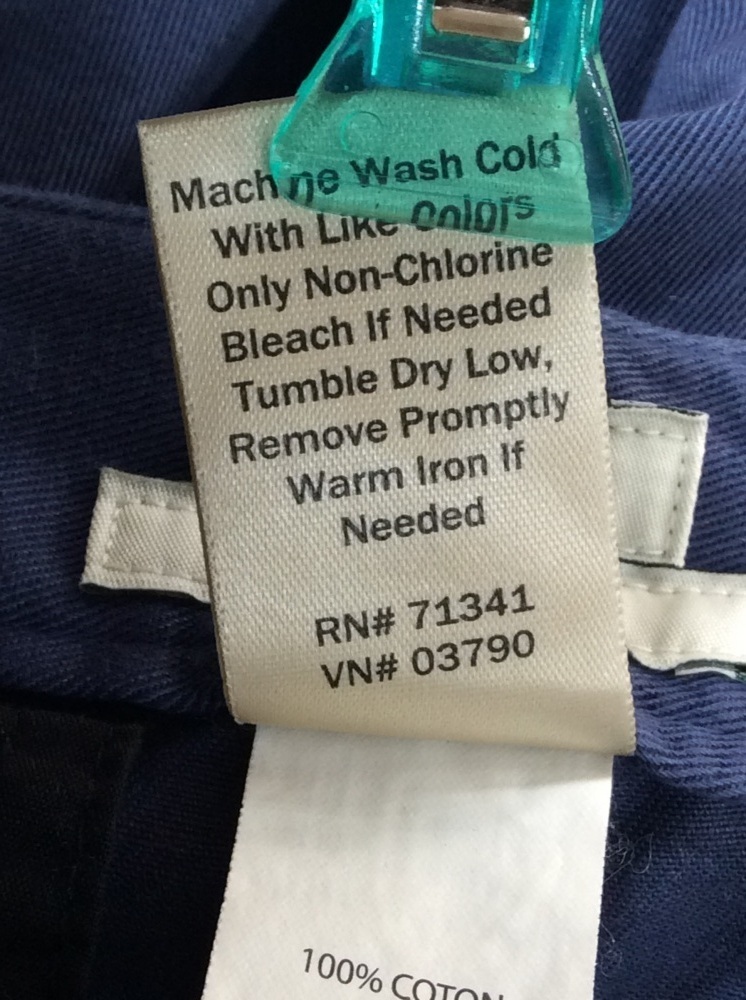 Machine Wash Cold
With Like Colors
Only Non-Chlorine
Bleach If Needed
Tumble Dry Low,
Remove Promptly
Warm Iron If
Needed
RN# 71341
VN# 03790
100% COTON